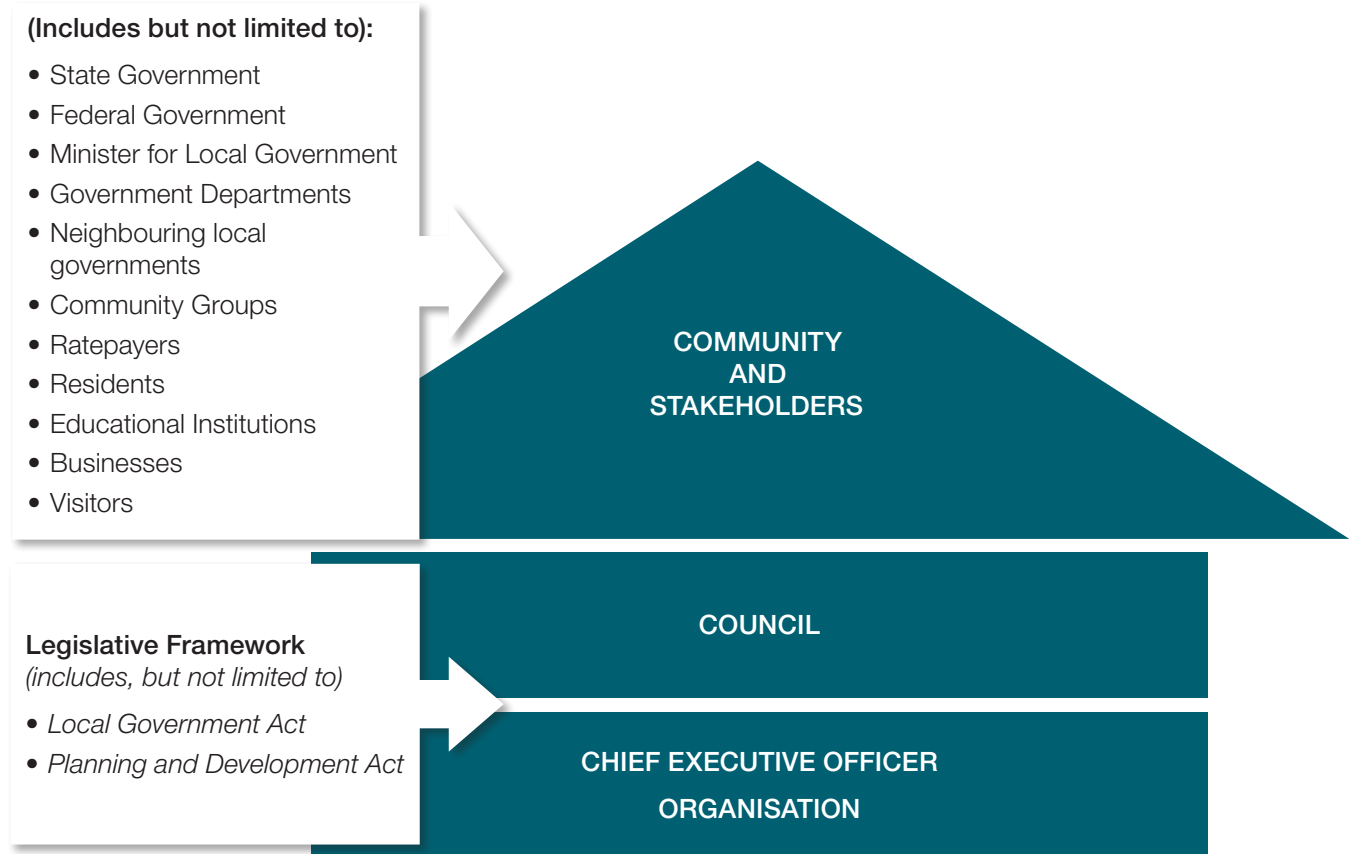 (Includes but not limited to):
• State Government
• Federal Government
• Minister for Local Government
• Government Departments
• Neighbouring local
governments
• Community Groups
• Ratepayers
• Residents
• Educational Institutions
• Businesses
• Visitors
COMMUNITY
AND
STAKEHOLDERS
Legislative Framework
(includes, but not limited to)
• Local Government Act
• Planning and Development Act
COUNCIL
CHIEF EXECUTIVE OFFICER
ORGANISATION